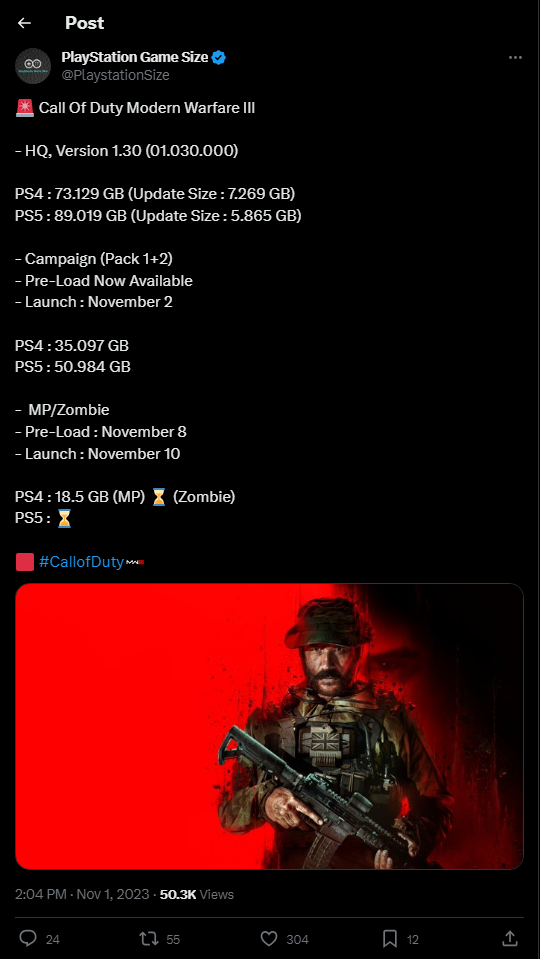 Post
PlayStation Game Size
@PlaystationSize
🚨 Call Of Duty Modern Warfare III
- HQ, Version 1.30 (01.030.000)
PS4 : 73.129 GB (Update Size : 7.269 GB)
PS5 : 89.019 GB (Update Size : 5.865 GB)
- Campaign (Pack 1+2)
- Pre-Load Now Available
- Launch : November 2
PS4 : 35.097 GB
PS5 : 50.984 GB
-  MP/Zombie
- Pre-Load : November 8
- Launch : November 10
PS4 : 18.5 GB (MP) ⏳ (Zombie)
PS5 : ⏳
🟥 #CallofDuty
2:04 PM · Nov 1, 2023 · 50.3K Views
24 55 304 12